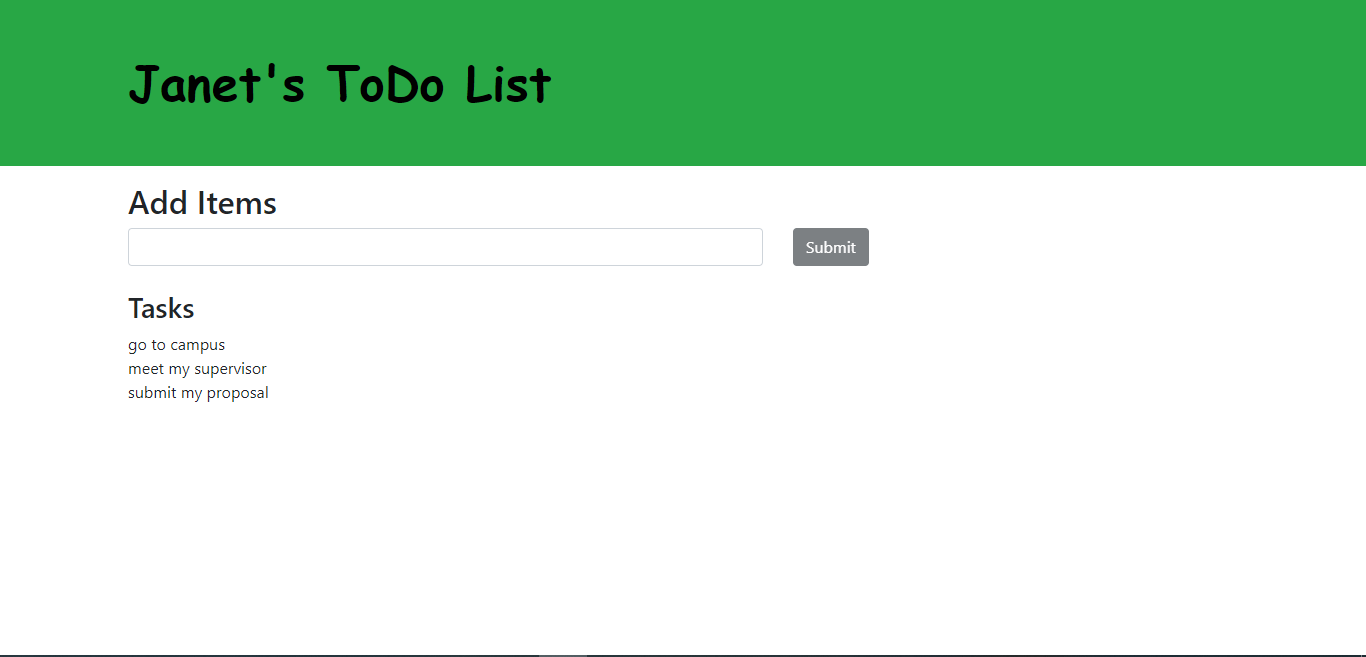 Janet's ToDo List
Add Items
Submit
Tasks
go to campus
meet my supervisor
submit my proposal